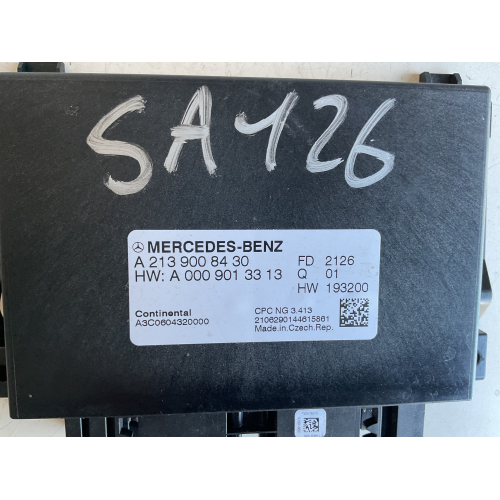 SA426
MERCEDES-BENZ
A 213 900 84 30 FD 2126
HW: A 000 901 33 13 Q 01
HW 193200
Continental CPC NG 3.413
A3C0604320000 2106290144615861
Made.in.Czech.Rep.